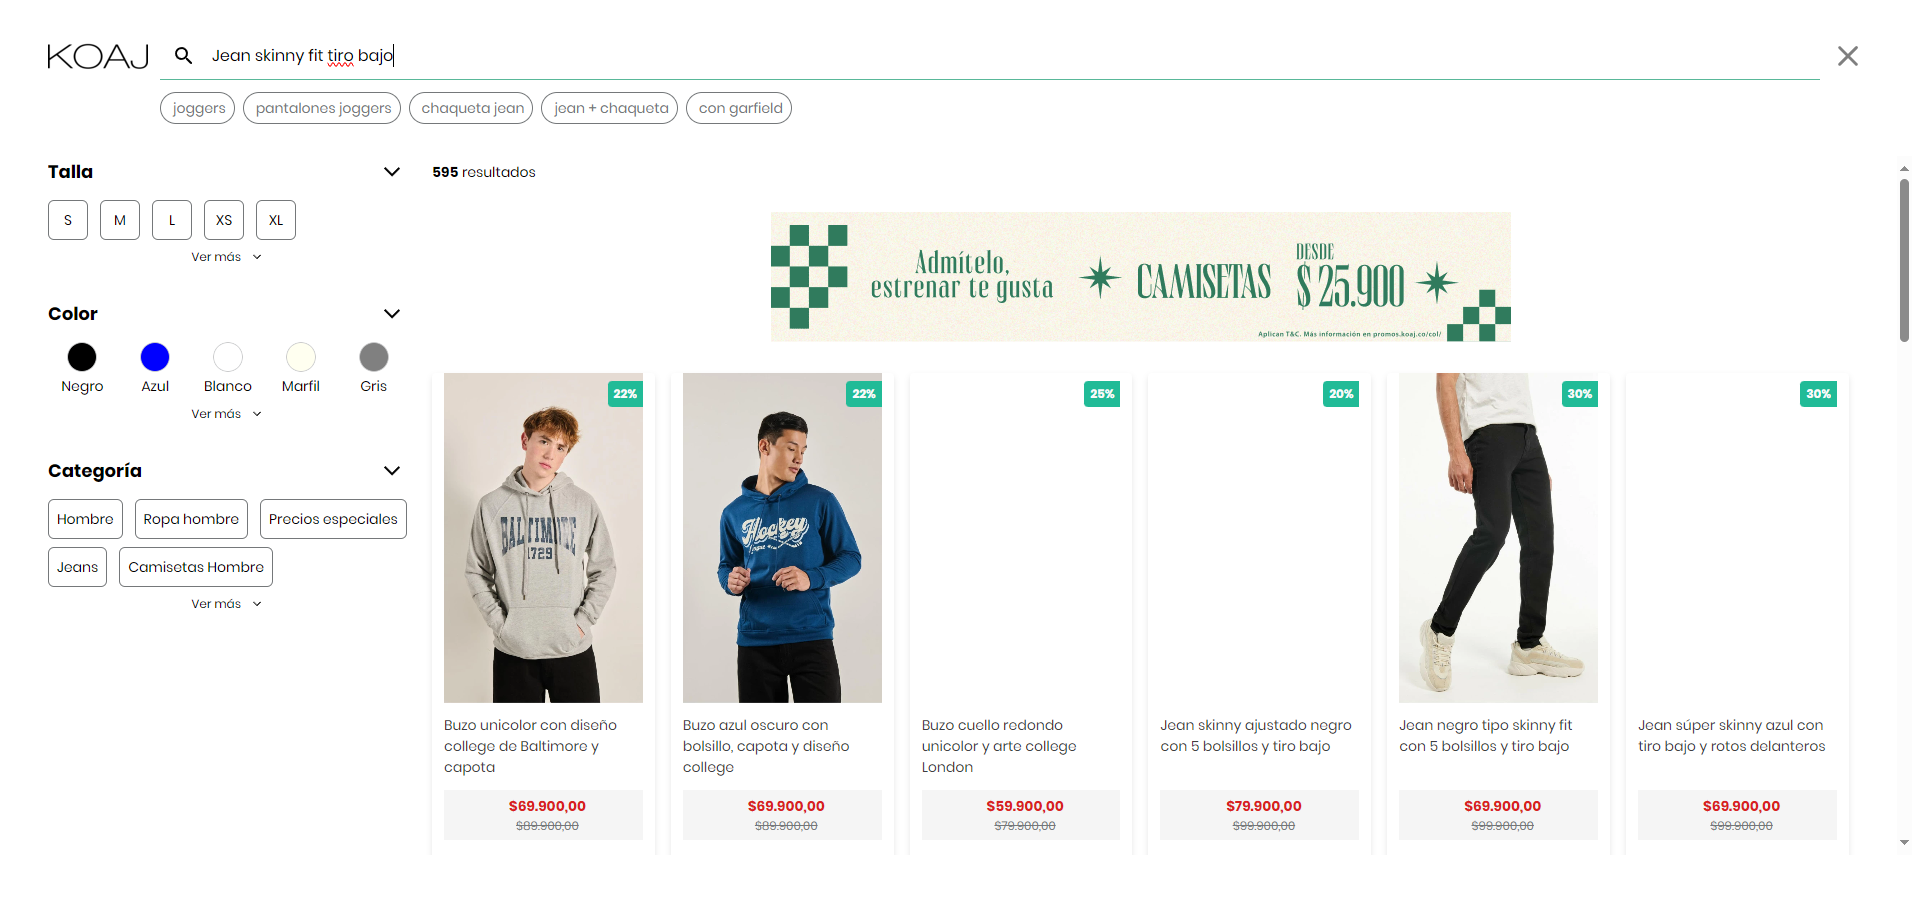 KOAJ
Jean skinny fit tiro bajo
joggers
pantalones joggers
chaqueta jean
jean + chaqueta
con garfield
Talla
S
M
L
XS
XL
Ver más
Color
Negro
Azul
Blanco
Marfil
Gris
Ver más
Categoría
Hombre
Ropa hombre
Precios especiales
Jeans
Camisetas Hombre
Ver más
595 resultados
Admítelo,
estrenar te gusta
CAMISETAS
DESDE
$ 25.900
Aplican T&C. Más información en promos.koaj.co/col/
22%
BALTIMORE
1729
Buzo unicolor con diseño
college de Baltimore y
capota
$69.900,00
$89.900,00
22%
Hockey
Buzo azul oscuro con
bolsillo, capota y diseño
college
$69.900,00
$89.900,00
25%
Buzo cuello redondo
unicolor y arte college
London
$59.900,00
$79.900,00
20%
Jean skinny ajustado negro
con 5 bolsillos y tiro bajo
$79.900,00
$99.900,00
30%
Jean negro tipo skinny fit
con 5 bolsillos y tiro bajo
$69.900,00
$99.900,00
30%
Jean súper skinny azul con
tiro bajo y rotos delanteros
$69.900,00
$99.900,00